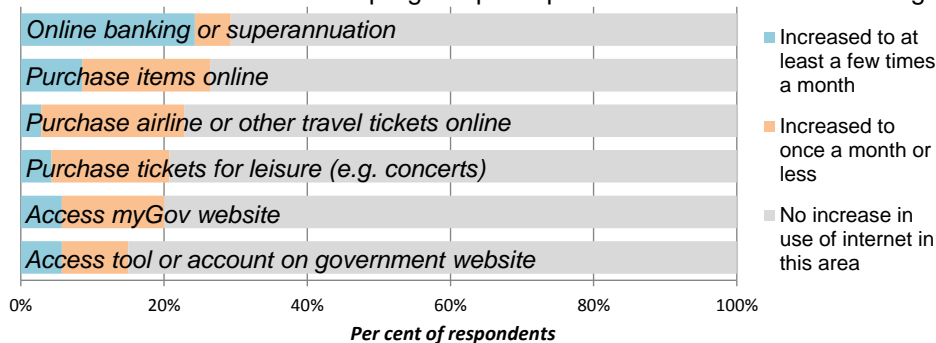 Online banking or superannuation
Purchase items online
Purchase airline or other travel tickets online
Purchase tickets for leisure (e.g. concerts)
Access myGov website
Access tool or account on government website
0% 20% 40% 60% 80% 100%
Per cent of respondents
Increased to at
least a few times
a month
Increased to
once a month or
less
No increase in
use of internet in
this area